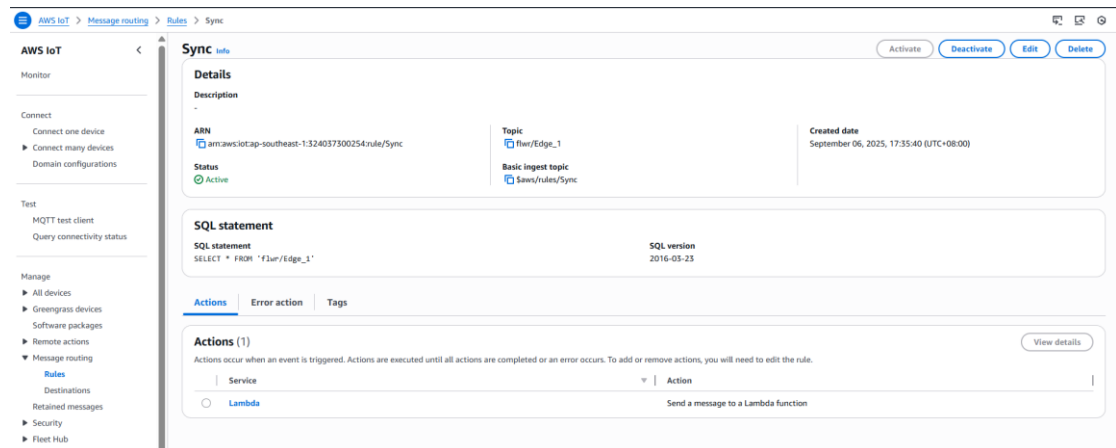 AWS IoT > Message routing > Rules > Sync
AWS IoT
Monitor
Connect
Connect one device
Connect many devices
Domain configurations
Test
MQTT test client
Query connectivity status
Manage
All devices
Greengrass devices
Software packages
Remote actions
Message routing
Rules
Destinations
Retained messages
Security
Fleet Hub
Sync Info
Activate Deactivate Edit Delete
Details
Description
-
ARN
arn:aws:iot:ap-southeast-1:324037300254:rule/Sync
Topic
flwr/Edge_1
Created date
September 06, 2025, 17:35:40 (UTC+08:00)
Status
Active
Basic ingest topic
$aws/rules/Sync
SQL statement
SQL statement
SELECT * FROM 'flwr/Edge_1'
SQL version
2016-03-23
Actions Error action Tags
Actions (1)
View details
Actions occur when an event is triggered. Actions are executed until all actions are completed or an error occurs. To add or remove actions, you will need to edit the rule.
Service Action
Lambda Send a message to a Lambda function